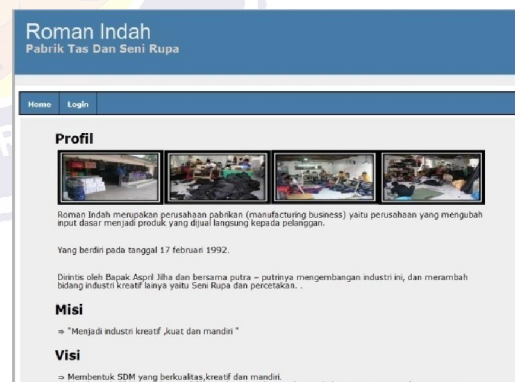 Roman Indah
Pabrik Tas Dan Seni Rupa
Home Login
Profil
Roman Indah merupakan perusahaan pabrikan (manufacturing business) yaitu perusahaan yang mengubah
input dasar menjadi produk yang dijual langsung kepada pelanggan.
Yang berdiri pada tanggal 17 februari 1992.
Dirintis oleh Bapak Aspril Jiha dan bersama putra – putrinya mengembangan industri ini, dan merambah
bidang industri kreatif lainya yaitu Seni Rupa dan percetakan. .
Misi
⇒ "Menjadi industri kreatif ,kuat dan mandiri "
Visi
⇒ Membentuk SDM yang berkualitas,kreatif dan mandiri.